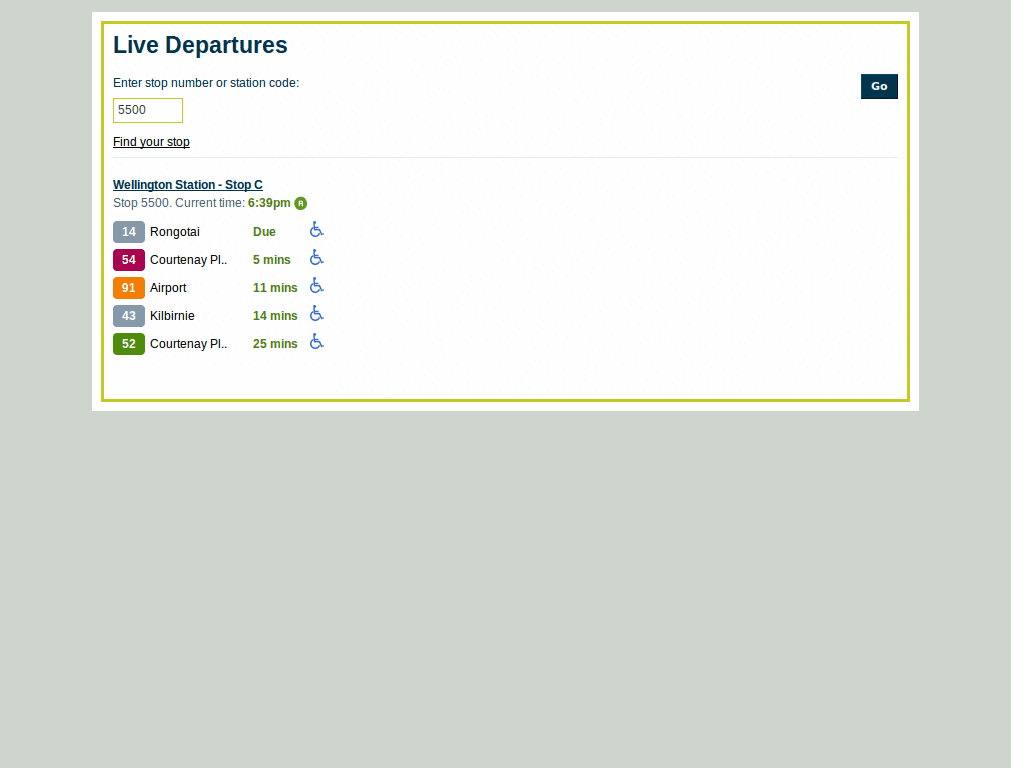 Live Departures
Enter stop number or station code:
Go
5500
Find your stop
Wellington Station - Stop C
Stop 5500. Current time: 6:39pm R
14 Rongotai Due
54 Courtenay Pl.. 5 mins
91 Airport 11 mins
43 Kilbirnie 14 mins
52 Courtenay Pl.. 25 mins